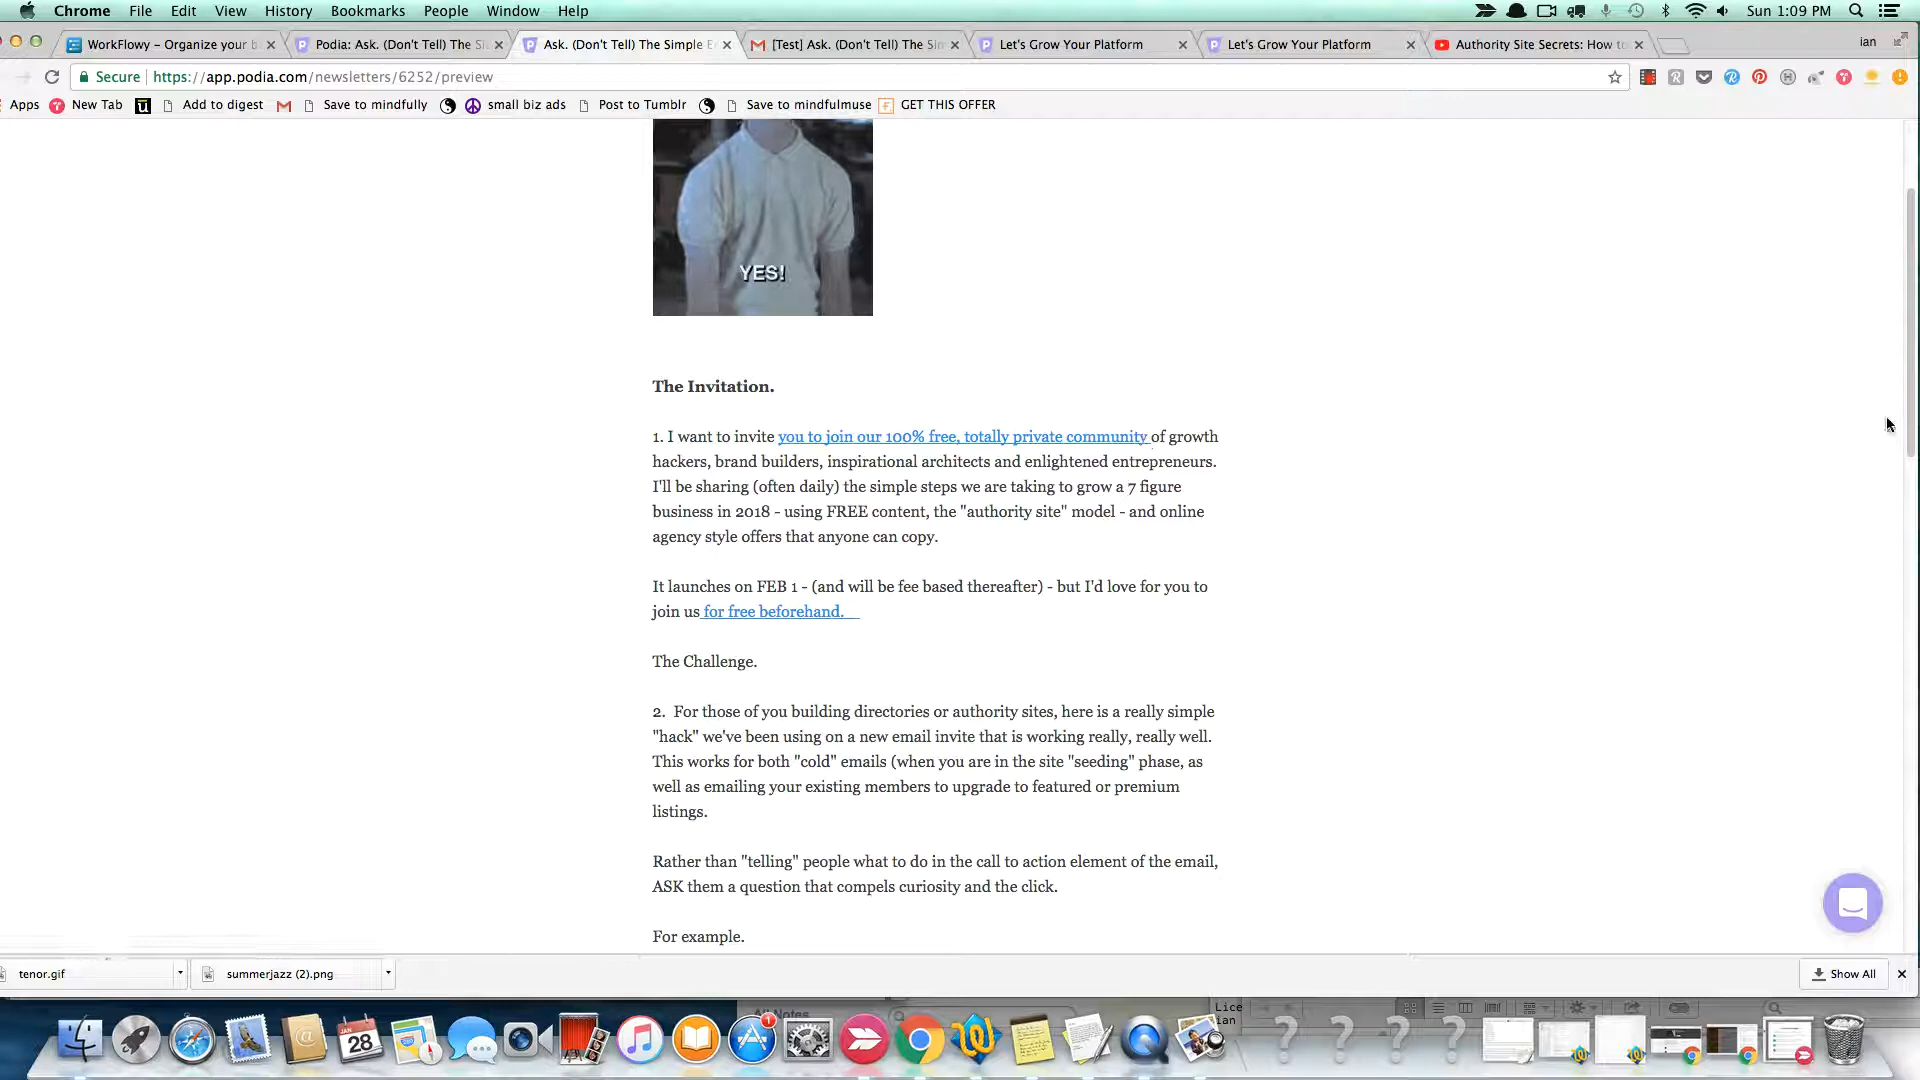 Chrome File Edit View History Bookmarks People Window Help Sun 1:09 PM
WorkFlowy – Organize your b
Podia: Ask. (Don't Tell) The Si
Ask. (Don't Tell) The Simple E
[Test] Ask. (Don't Tell) The Sim
Let's Grow Your Platform
Let's Grow Your Platform
Authority Site Secrets: How to
ian
Secure https://app.podia.com/newsletters/6252/preview
Apps New Tab Add to digest Save to mindfully small biz ads Post to Tumblr Save to mindfulmuse GET THIS OFFER
YES!
The Invitation.
1. I want to invite you to join our 100% free, totally private community of growth
hackers, brand builders, inspirational architects and enlightened entrepreneurs.
I'll be sharing (often daily) the simple steps we are taking to grow a 7 figure
business in 2018 - using FREE content, the "authority site" model - and online
agency style offers that anyone can copy.
It launches on FEB 1 - (and will be fee based thereafter) - but I'd love for you to
join us for free beforehand.
The Challenge.
2. For those of you building directories or authority sites, here is a really simple
"hack" we've been using on a new email invite that is working really, really well.
This works for both "cold" emails (when you are in the site "seeding" phase, as
well as emailing your existing members to upgrade to featured or premium
listings.
Rather than "telling" people what to do in the call to action element of the email,
ASK them a question that compels curiosity and the click.
For example.
tenor.gif
summerjazz (2).png
Show All
Lice
ian
JAN
28
1